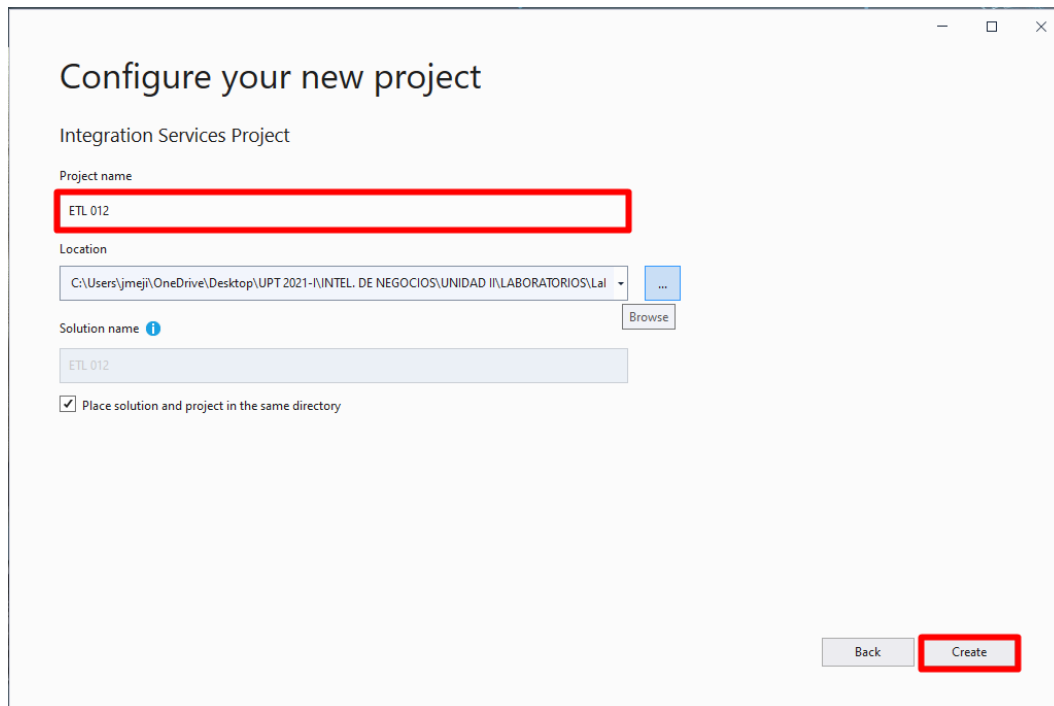 Configure your new project
Integration Services Project
Project name
ETL 012
Location
C:\Users\jmeji\OneDrive\Desktop\UPT 2021-I\INTEL. DE NEGOCIOS\UNIDAD II\LABORATORIOS\Lal
...
Browse
Solution name
ETL 012
Place solution and project in the same directory
Back
Create